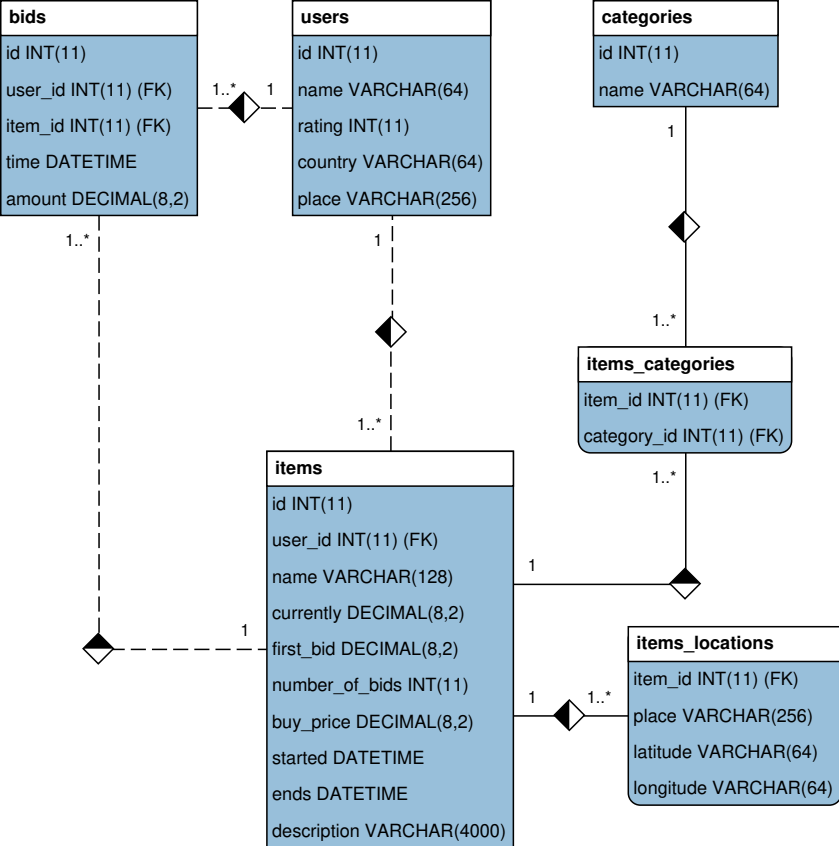 bids
id INT(11)
user_id INT(11) (FK)
item_id INT(11) (FK)
time DATETIME
amount DECIMAL(8,2)
1..*
1
users
id INT(11)
name VARCHAR(64)
rating INT(11)
country VARCHAR(64)
place VARCHAR(256)
categories
id INT(11)
name VARCHAR(64)
1
1..*
1..*
1
1..*
items_categories
item_id INT(11) (FK)
category_id INT(11) (FK)
1..*
1
items
id INT(11)
user_id INT(11) (FK)
name VARCHAR(128)
currently DECIMAL(8,2)
first_bid DECIMAL(8,2)
number_of_bids INT(11)
buy_price DECIMAL(8,2)
started DATETIME
ends DATETIME
description VARCHAR(4000)
1
1
1..*
items_locations
item_id INT(11) (FK)
place VARCHAR(256)
latitude VARCHAR(64)
longitude VARCHAR(64)